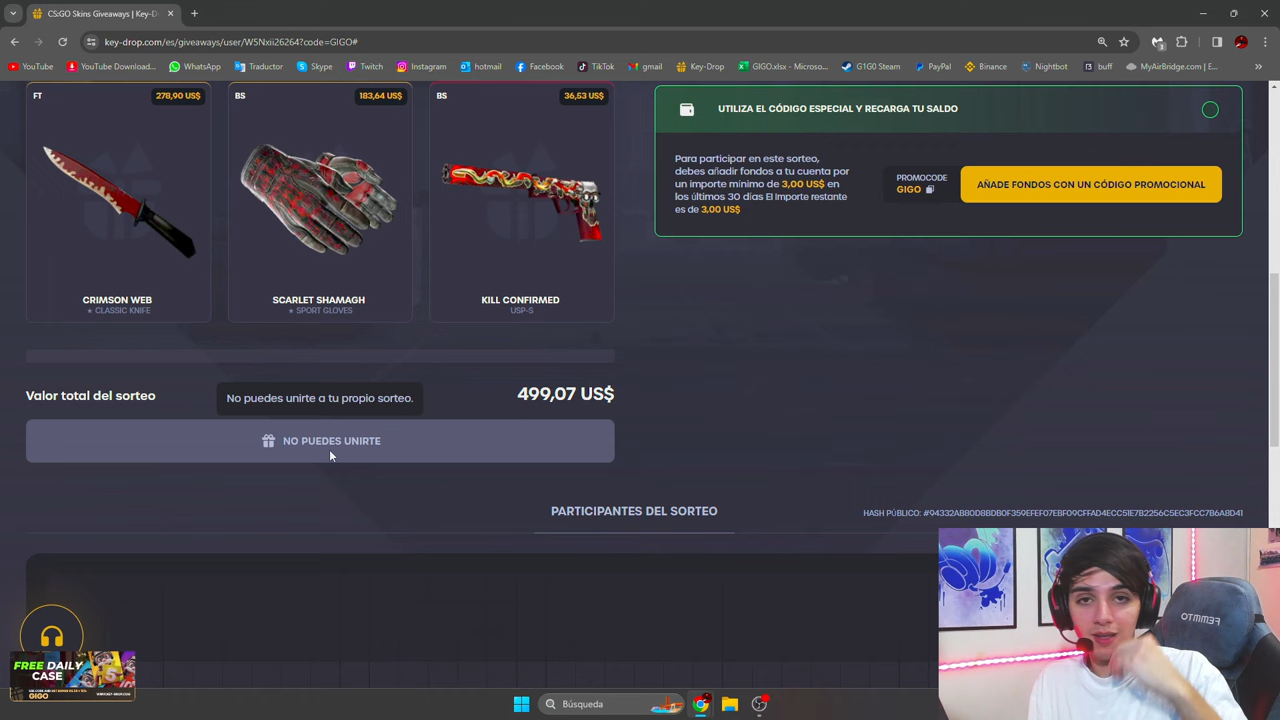 CS:GO Skins Giveaways | Key-D
key-drop.com/es/giveaways/user/W5Nxii26264?code=GIGO#
YouTube
YouTube Download...
WhatsApp
Traductor
Skype
Twitch
Instagram
hotmail
Facebook
TikTok
gmail
Key-Drop
GIGO.xlsx - Microso...
G1G0 Steam
PayPal
Binance
Nightbot
buff
MyAirBridge.com | E...
FT
278,90 US$
BS
183,64 US$
BS
36,53 US$
CRIMSON WEB
★ CLASSIC KNIFE
SCARLET SHAMAGH
★ SPORT GLOVES
KILL CONFIRMED
USP-S
UTILIZA EL CÓDIGO ESPECIAL Y RECARGA TU SALDO
Para participar en este sorteo,
debes añadir fondos a tu cuenta por
un importe mínimo de 3,00 US$ en
los últimos 30 días El Importe restante
es de 3,00 US$
PROMOCODE
GIGO
AÑADE FONDOS CON UN CÓDIGO PROMOCIONAL
Valor total del sorteo
No puedes unirte a tu propio sorteo.
499,07 US$
NO PUEDES UNIRTE
PARTICIPANTES DEL SORTEO
HASH PÚBLICO:
FREE DAILY
CASE
GIGO
Búsqueda